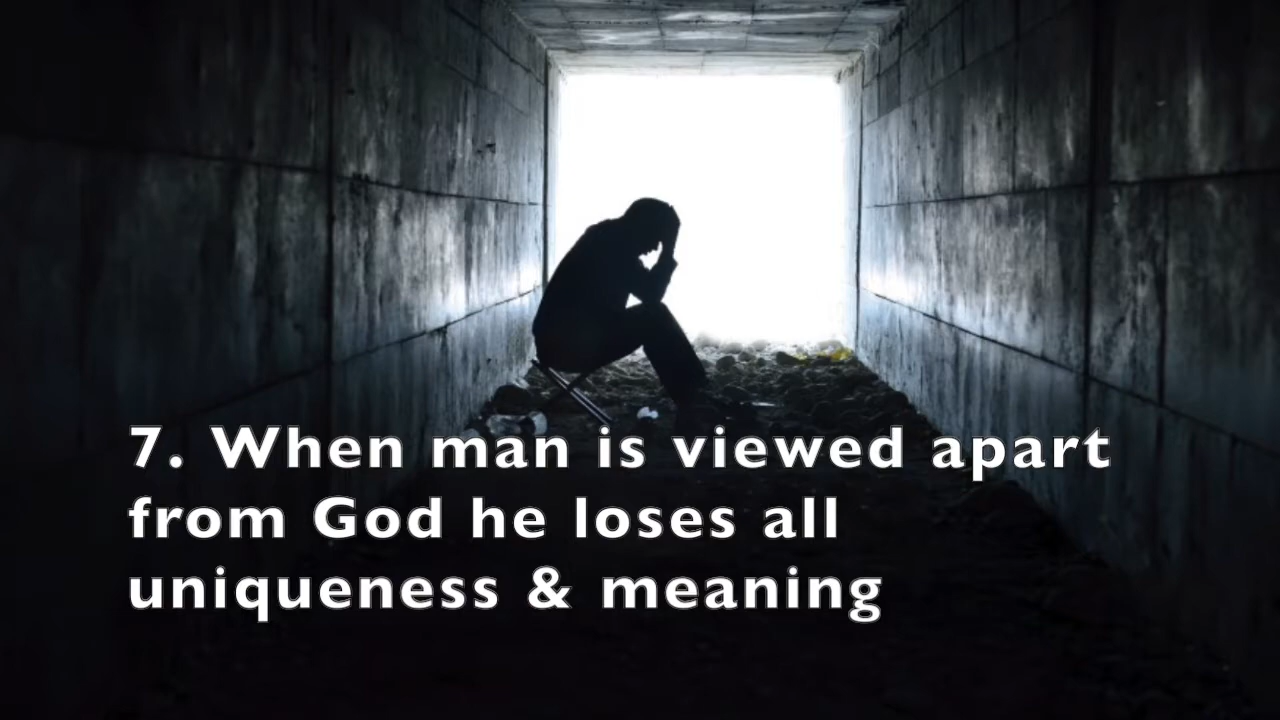 7. When man is viewed apart
from God he loses all
uniqueness & meaning